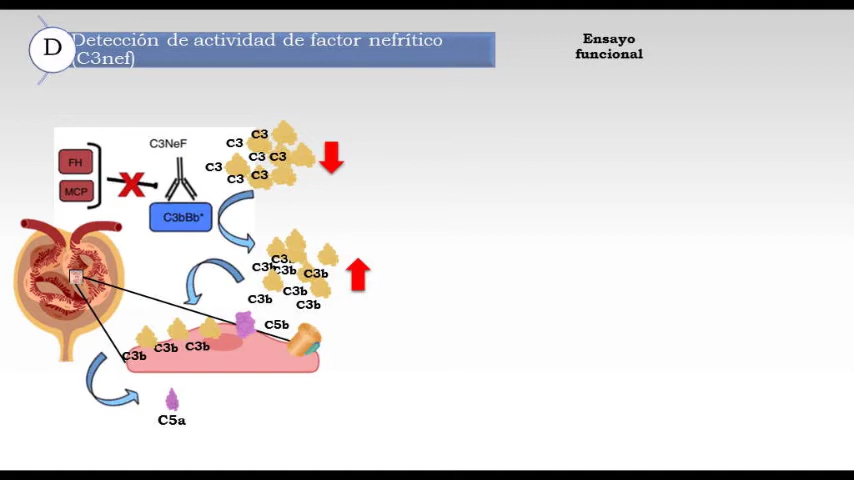 D
Detección de actividad de factor nefrítico
(C3nef)
Ensayo
funcional
FH
MCP
C3NeF
C3bBb*
C3
C3
C3
C3
C3
C3
C3
C3b
C3b
C3b
C3b
C3b
C3b
C5b
C3b
C3b
C3b
C5a